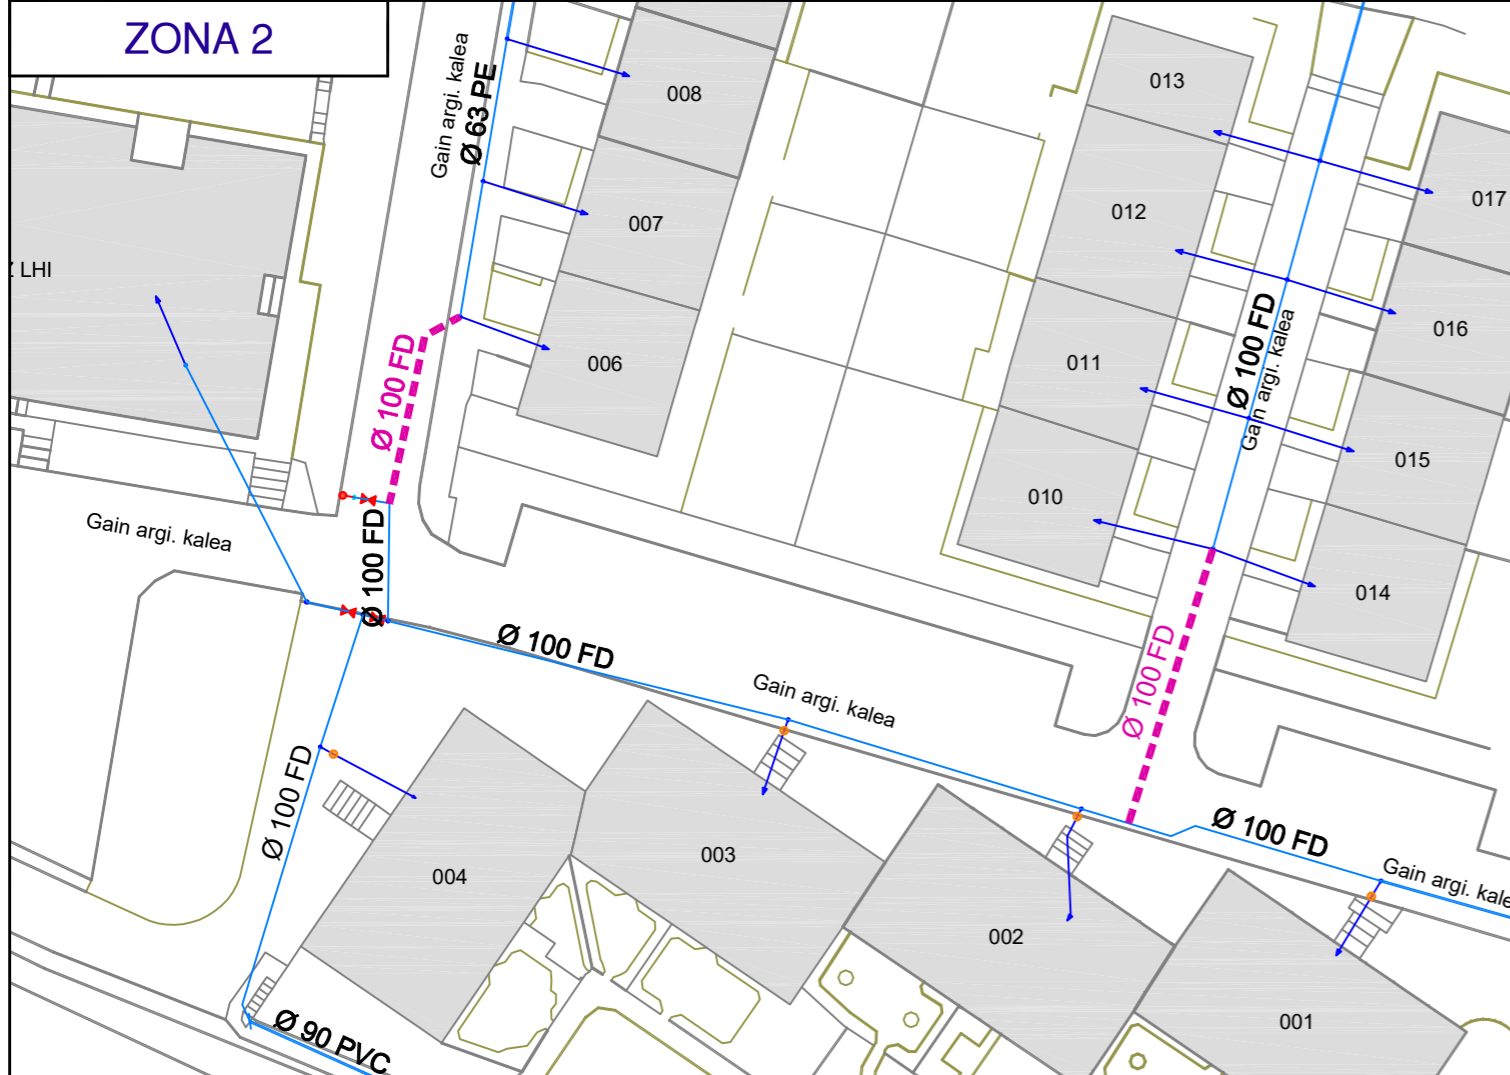 ZONA 2
Gain argi. kalea
Ø 63 PE
008
007
006
013
012
011
010
017
016
015
014
Z LHI
Ø 100 FD
Ø 100 FD
Gain argi. kalea
Gain argi. kalea
Ø 100 FD
Ø 100 FD
Gain argi. kalea
Ø 100 FD
Ø 100 FD
Ø 100 FD
Gain argi. kale
Ø 100 FD
004
003
002
001
Ø 90 PVC